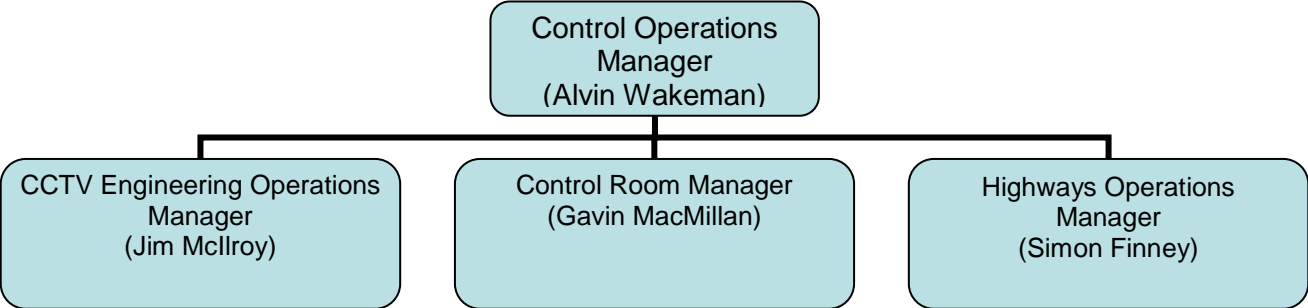 Control Operations
Manager
(Alvin Wakeman)
CCTV Engineering Operations
Manager
(Jim McIlroy)
Control Room Manager
(Gavin MacMillan)
Highways Operations
Manager
(Simon Finney)